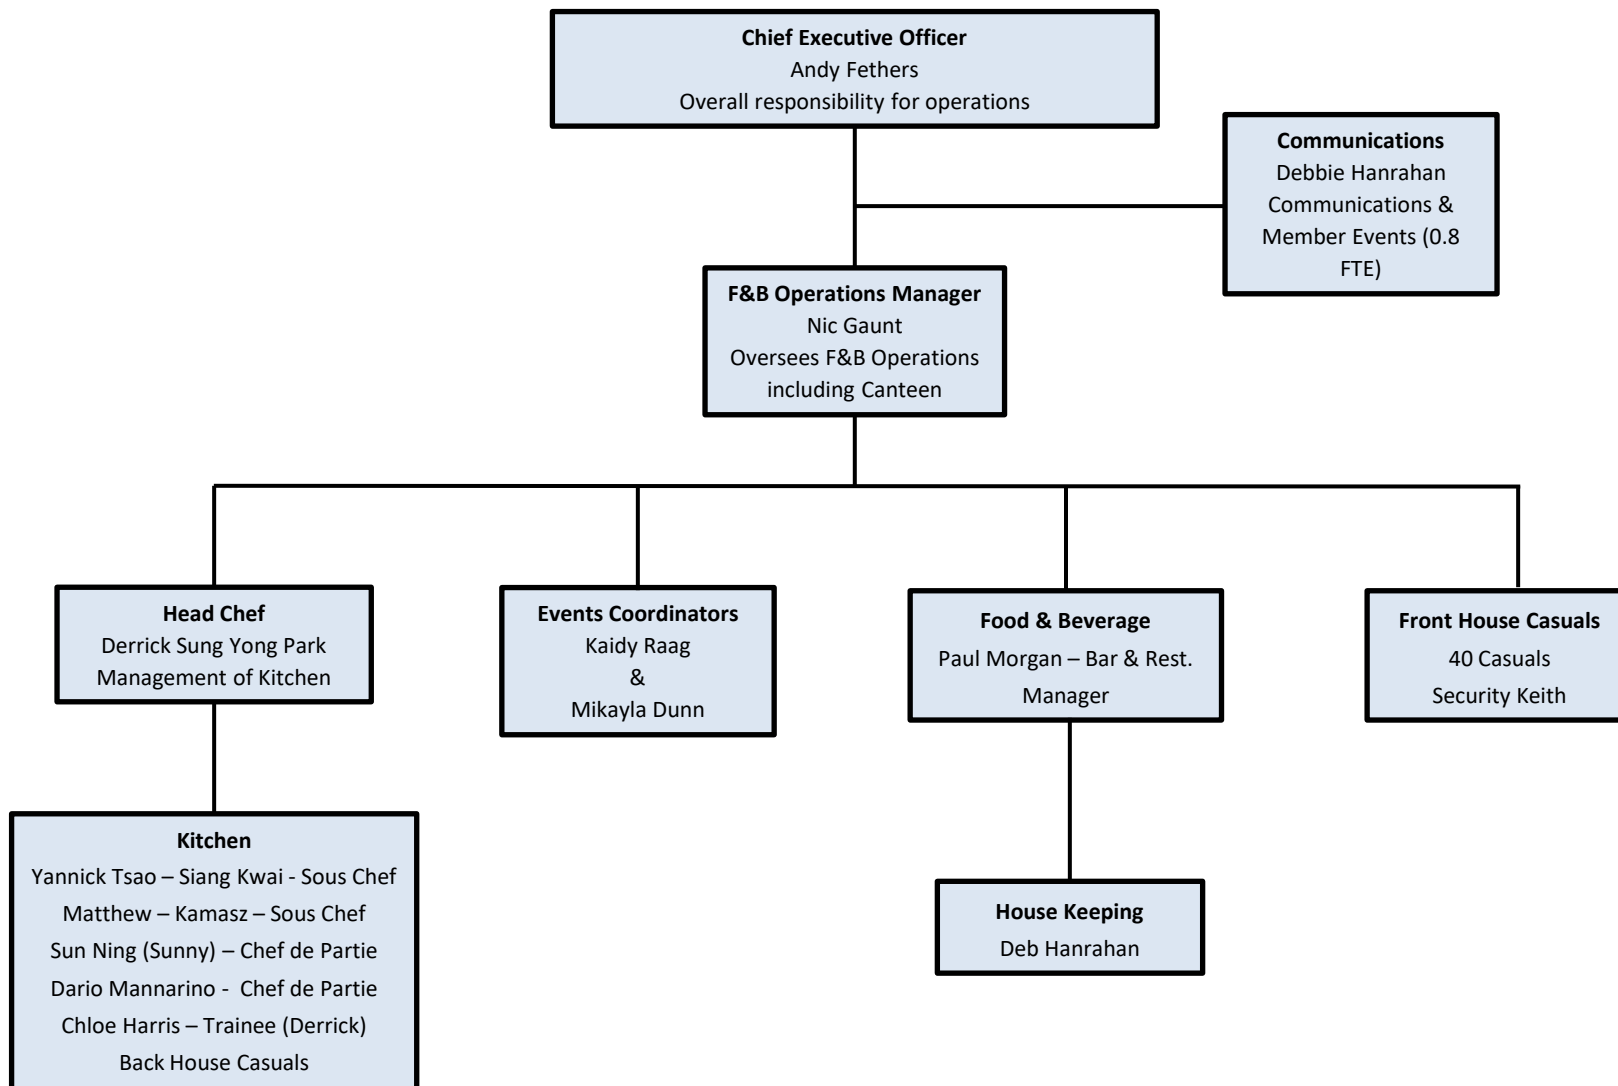 Chief Executive Officer
Andy Fethers
Overall responsibility for operations
Communications
Debbie Hanrahan
Communications &
Member Events (0.8
FTE)
F&B Operations Manager
Nic Gaunt
Oversees F&B Operations
including Canteen
Head Chef
Derrick Sung Yong Park
Management of Kitchen
Events Coordinators
Kaidy Raag
&
Mikayla Dunn
Food & Beverage
Paul Morgan – Bar & Rest.
Manager
Front House Casuals
40 Casuals
Security Keith
Kitchen
Yannick Tsao – Siang Kwai - Sous Chef
Matthew – Kamasz – Sous Chef
Sun Ning (Sunny) – Chef de Partie
Dario Mannarino - Chef de Partie
Chloe Harris – Trainee (Derrick)
Back House Casuals
House Keeping
Deb Hanrahan